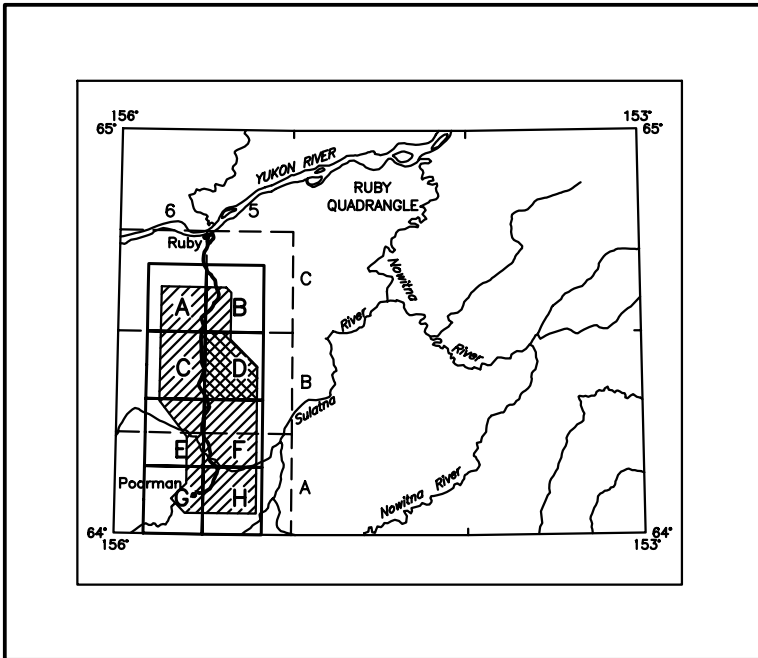 156°
153°
65°
65°
YUKON RIVER
RUBY
QUADRANGLE
6
5
Ruby
C
Nowitna
A
B
River
River
C
D
B
Sulatna
E
F
Poorman
G
H
A
Nowitna River
64°
64°
156°
153°